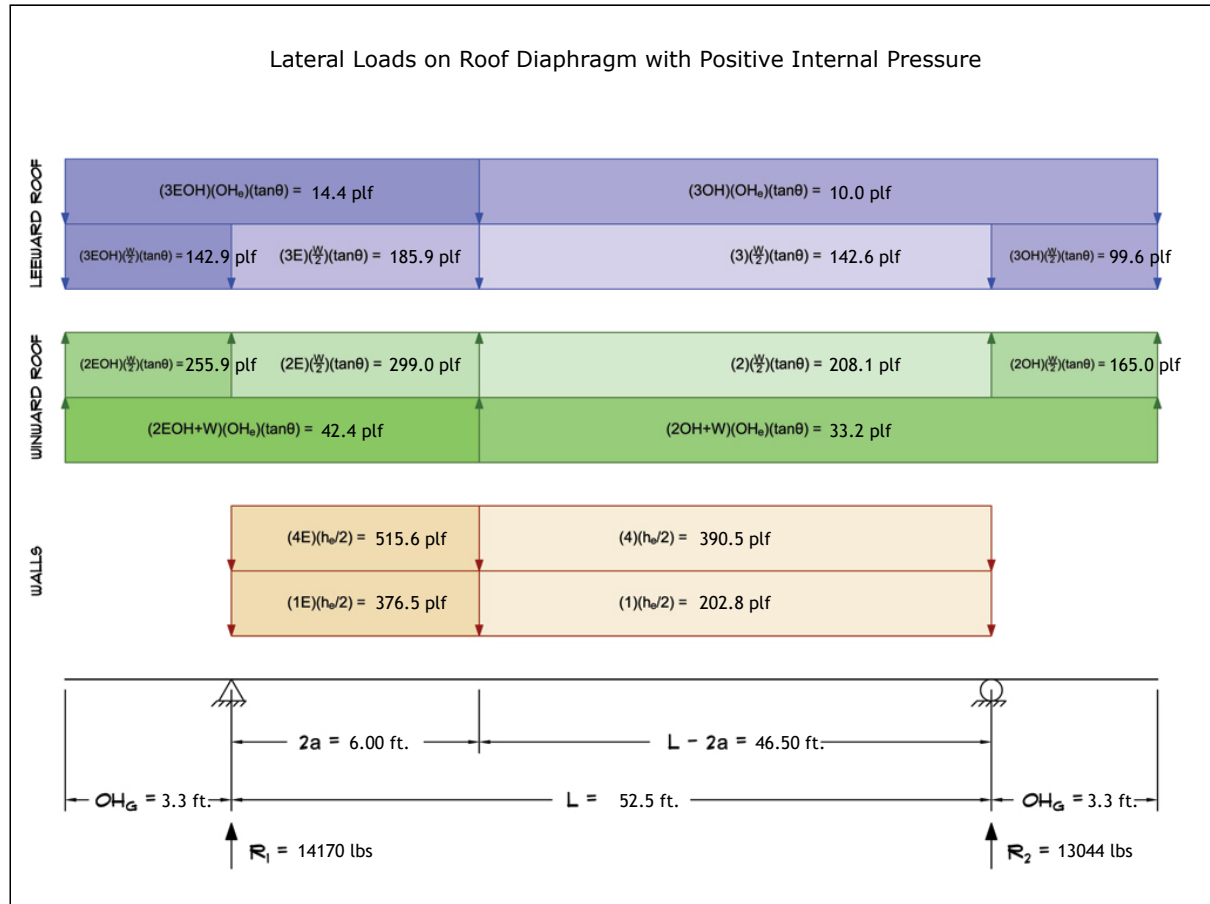 Lateral Loads on Roof Diaphragm with Positive Internal Pressure
LEEWARD ROOF
(3EOH)(OHₑ)(tanθ) = 14.4 plf
(3OH)(OHₑ)(tanθ) = 10.0 plf
(3EOH)(W/2)(tanθ) = 142.9 plf
(3E)(W/2)(tanθ) = 185.9 plf
(3)(W/2)(tanθ) = 142.6 plf
(3OH)(W/2)(tanθ) = 99.6 plf
WINWARD ROOF
(2EOH)(W/2)(tanθ) = 255.9 plf
(2E)(W/2)(tanθ) = 299.0 plf
(2)(W/2)(tanθ) = 208.1 plf
(2OH)(W/2)(tanθ) = 165.0 plf
(2EOH+W)(OHₑ)(tanθ) = 42.4 plf
(2OH+W)(OHₑ)(tanθ) = 33.2 plf
WALLS
(4E)(hₑ/2) = 515.6 plf
(4)(hₑ/2) = 390.5 plf
(1E)(hₑ/2) = 376.5 plf
(1)(hₑ/2) = 202.8 plf
2a = 6.00 ft.
L - 2a = 46.50 ft.
OH_G = 3.3 ft.
L = 52.5 ft.
OH_G = 3.3 ft.
R₁ = 14170 lbs
R₂ = 13044 lbs